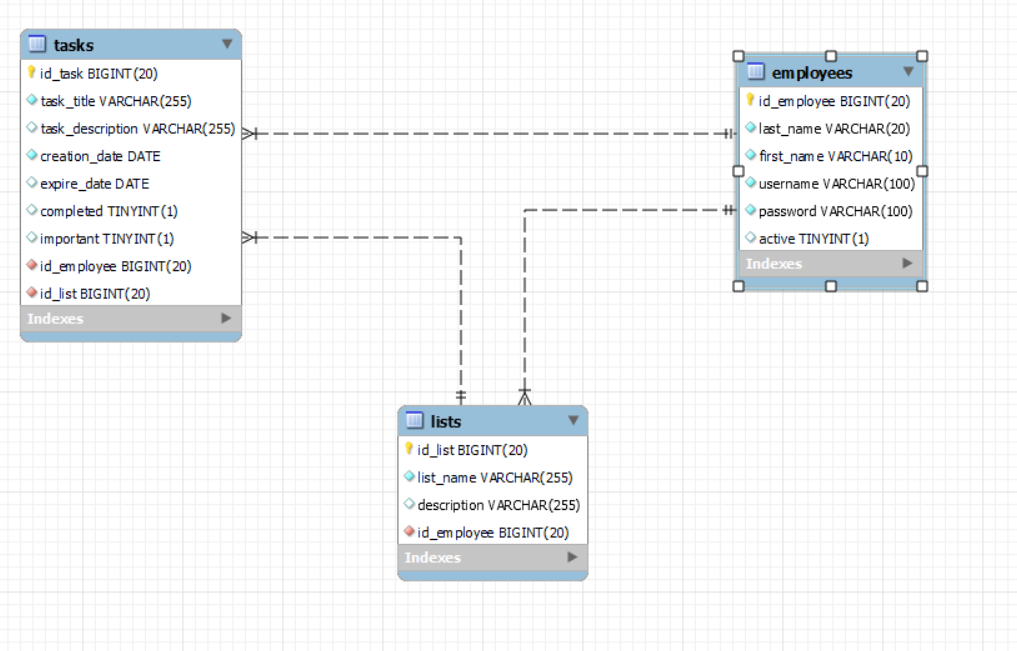 tasks
id_task BIGINT(20)
task_title VARCHAR(255)
task_description VARCHAR(255)
creation_date DATE
expire_date DATE
completed TINYINT(1)
important TINYINT(1)
id_employee BIGINT(20)
id_list BIGINT(20)
Indexes
employees
id_employee BIGINT(20)
last_name VARCHAR(20)
first_name VARCHAR(10)
username VARCHAR(100)
password VARCHAR(100)
active TINYINT(1)
Indexes
lists
id_list BIGINT(20)
list_name VARCHAR(255)
description VARCHAR(255)
id_employee BIGINT(20)
Indexes